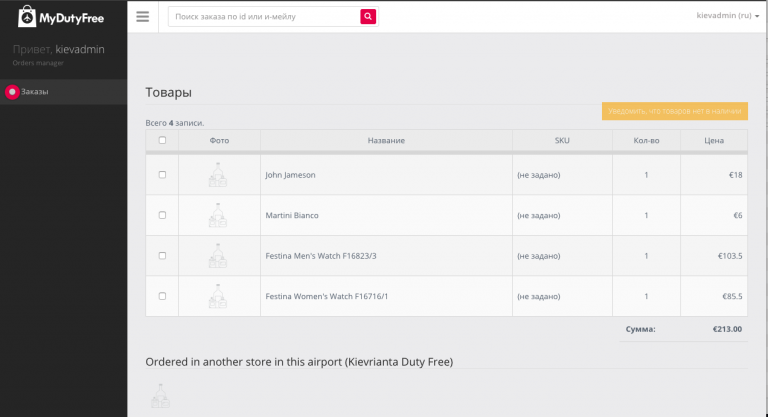 MyDutyFree
Поиск заказа по id или и-мейлу
kievadmin (ru)
Привет, kievadmin
Orders manager
Заказы
Товары
Уведомить, что товаров нет в наличии
Всего 4 записи.
Фото Название SKU Кол-во Цена
John Jameson (не задано) 1 €18
Martini Bianco (не задано) 1 €6
Festina Men's Watch F16823/3 (не задано) 1 €103.5
Festina Women's Watch F16716/1 (не задано) 1 €85.5
Сумма: €213.00
Ordered in another store in this airport (Kievrianta Duty Free)